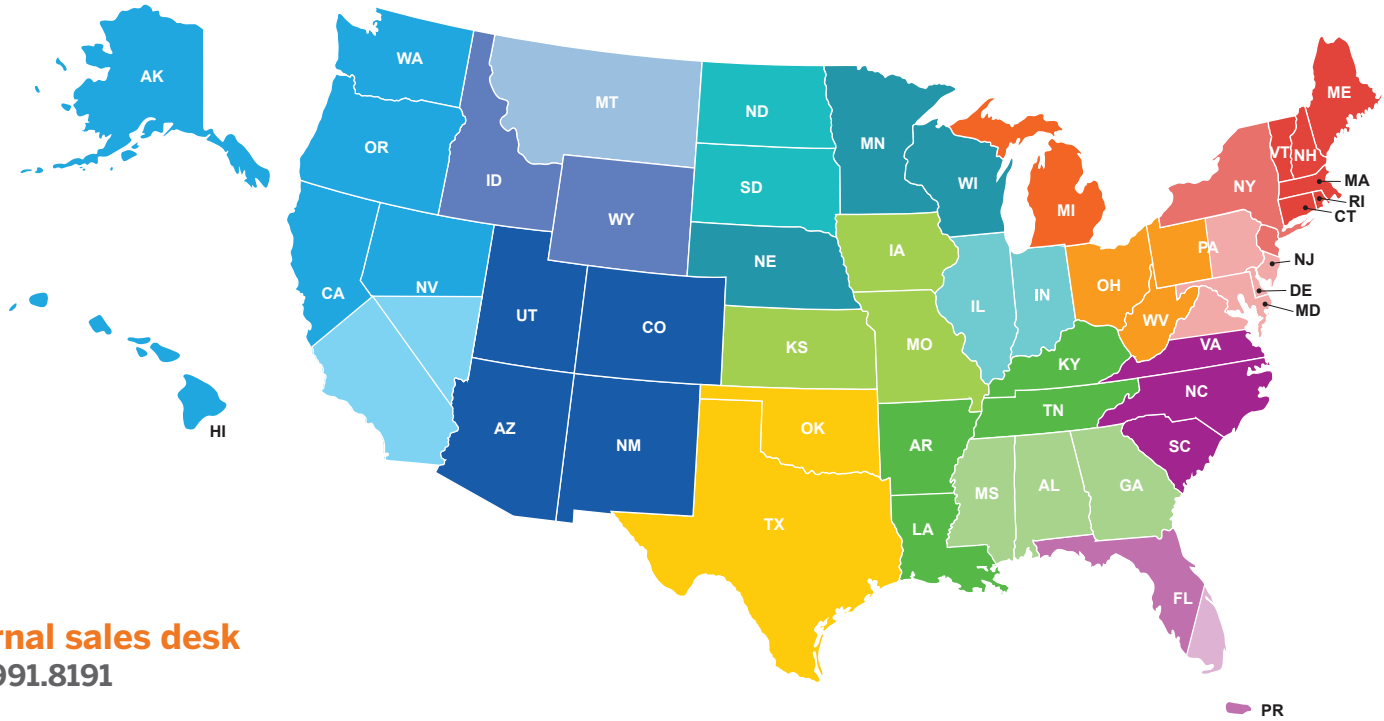 AK
WA
MT
ND
MN
ME
OR
ID
SD
WI
MI
VT
NH
NY
MA
RI
CT
WY
NE
IA
PA
NJ
CA
NV
UT
CO
IL
IN
OH
WV
DE
MD
KS
MO
KY
VA
HI
AZ
NM
OK
AR
TN
NC
SC
TX
LA
MS
AL
GA
FL
PR
rnal sales desk
991.8191